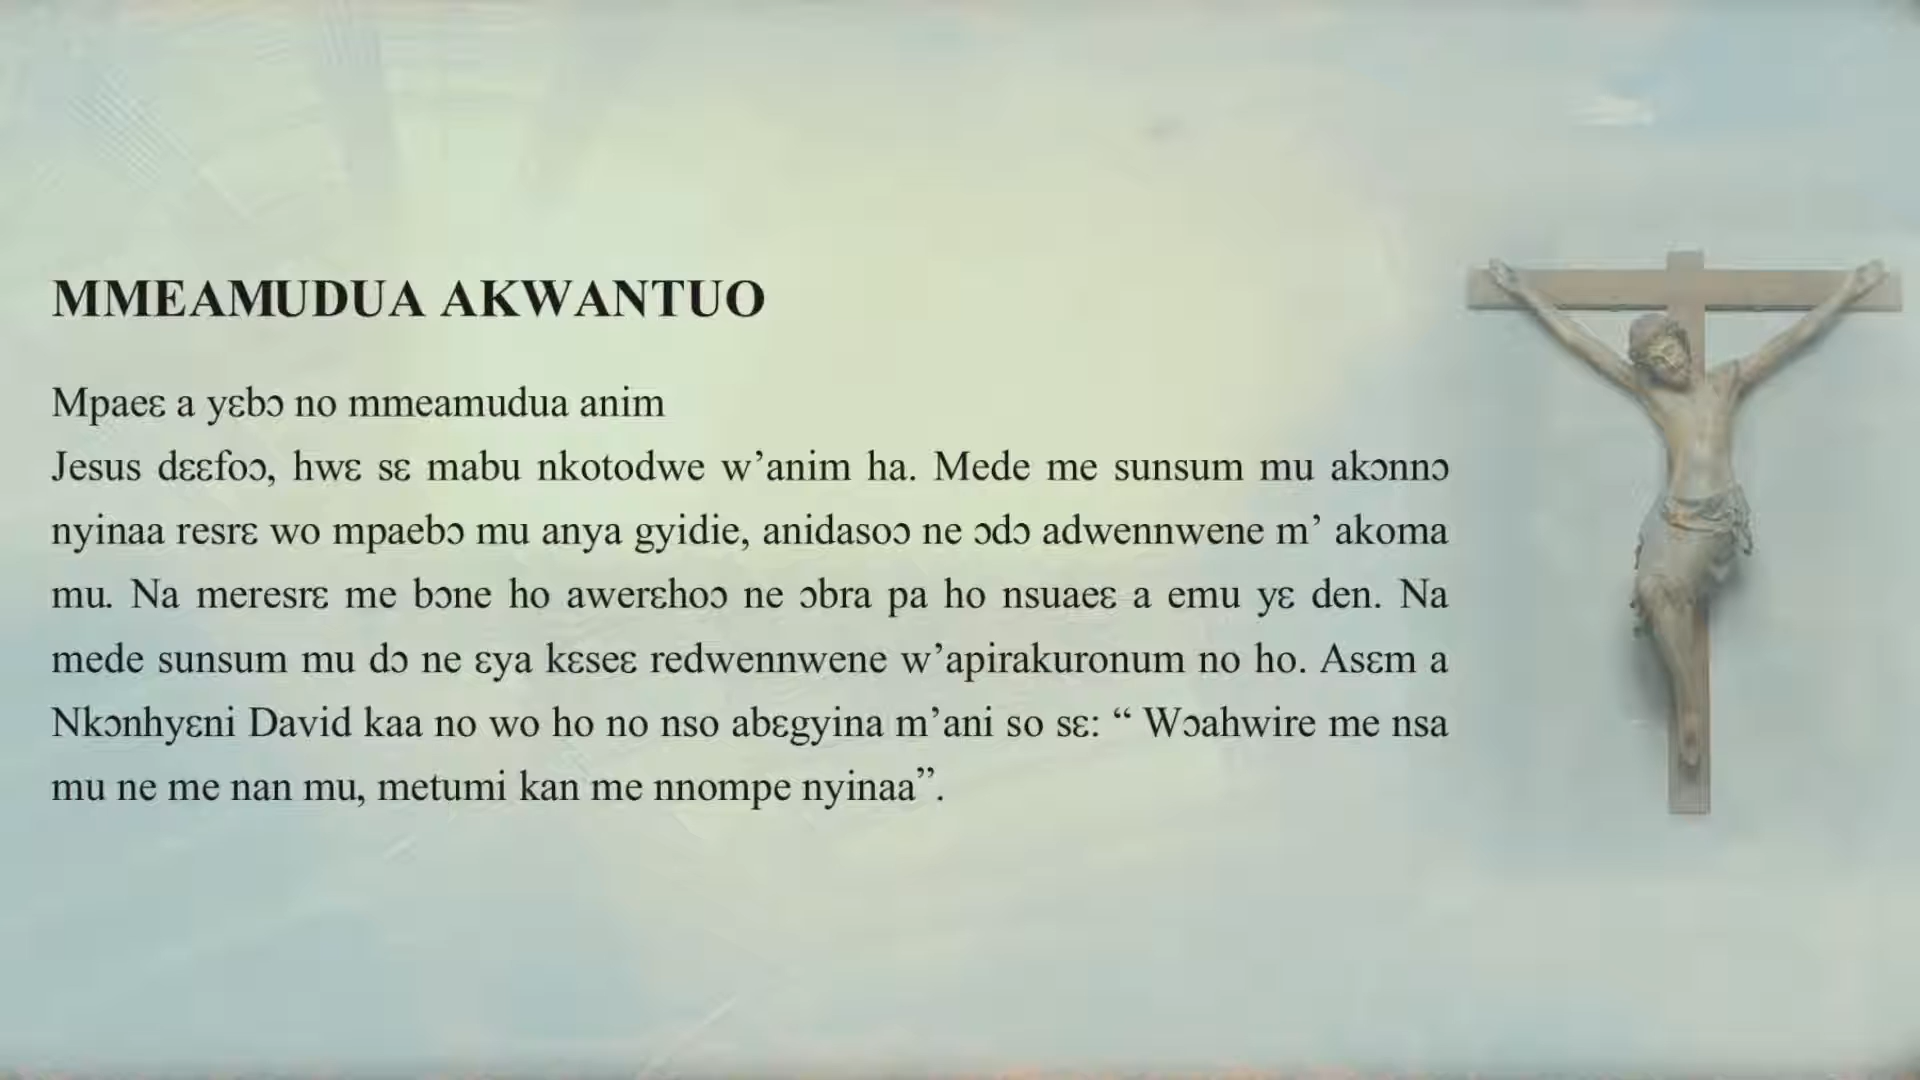 MMEAMUDUA AKWANTUO
Mpaeɛ a yɛbɔ no mmeamudua anim
Jesus dɛɛfoɔ, hwɛ sɛ mabu nkotodwe w’anim ha. Mede me sunsum mu akɔnnɔ
nyinaa resrɛ wo mpaebɔ mu anya gyidie, anidasoɔ ne ɔdɔ adwennwene m’ akoma
mu. Na meresrɛ me bɔne ho awerɛhoɔ ne ɔbra pa ho nsuaeɛ a emu yɛ den. Na
mede sunsum mu dɔ ne ɛya kɛseɛ redwennwene w’apirakuronum no ho. Asɛm a
Nkɔnhyɛni David kaa no wo ho no nso abɛgyina m’ani so sɛ: “ Wɔahwire me nsa
mu ne me nan mu, metumi kan me nnompe nyinaa”.